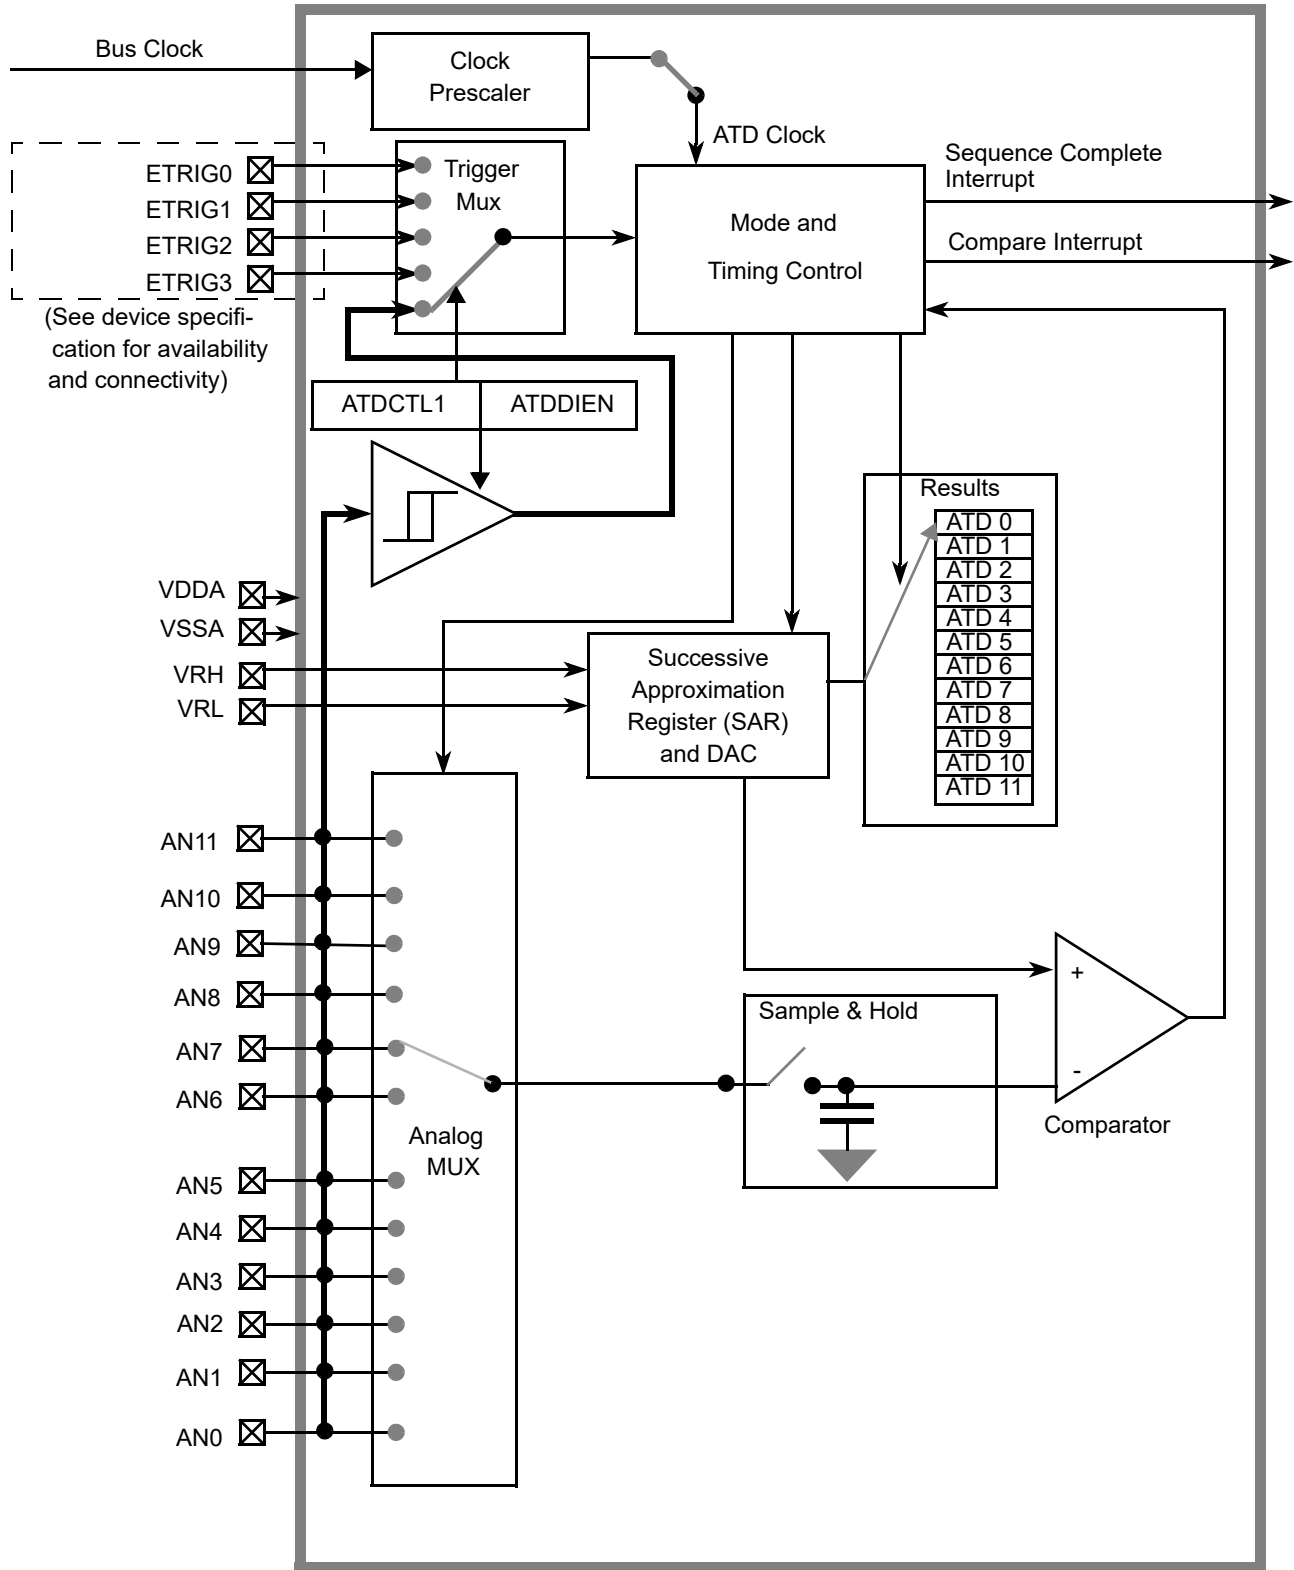 Bus Clock
Clock
Prescaler
ATD Clock
ETRIG0
ETRIG1
ETRIG2
ETRIG3
(See device specifi-
cation for availability
and connectivity)
Trigger
Mux
Mode and
Timing Control
Sequence Complete
Interrupt
Compare Interrupt
ATDCTL1
ATDDIEN
Results
ATD 0
ATD 1
ATD 2
ATD 3
ATD 4
ATD 5
ATD 6
ATD 7
ATD 8
ATD 9
ATD 10
ATD 11
VDDA
VSSA
VRH
VRL
Successive
Approximation
Register (SAR)
and DAC
AN11
AN10
AN9
AN8
AN7
AN6
AN5
AN4
AN3
AN2
AN1
AN0
Analog
MUX
Sample & Hold
+
-
Comparator